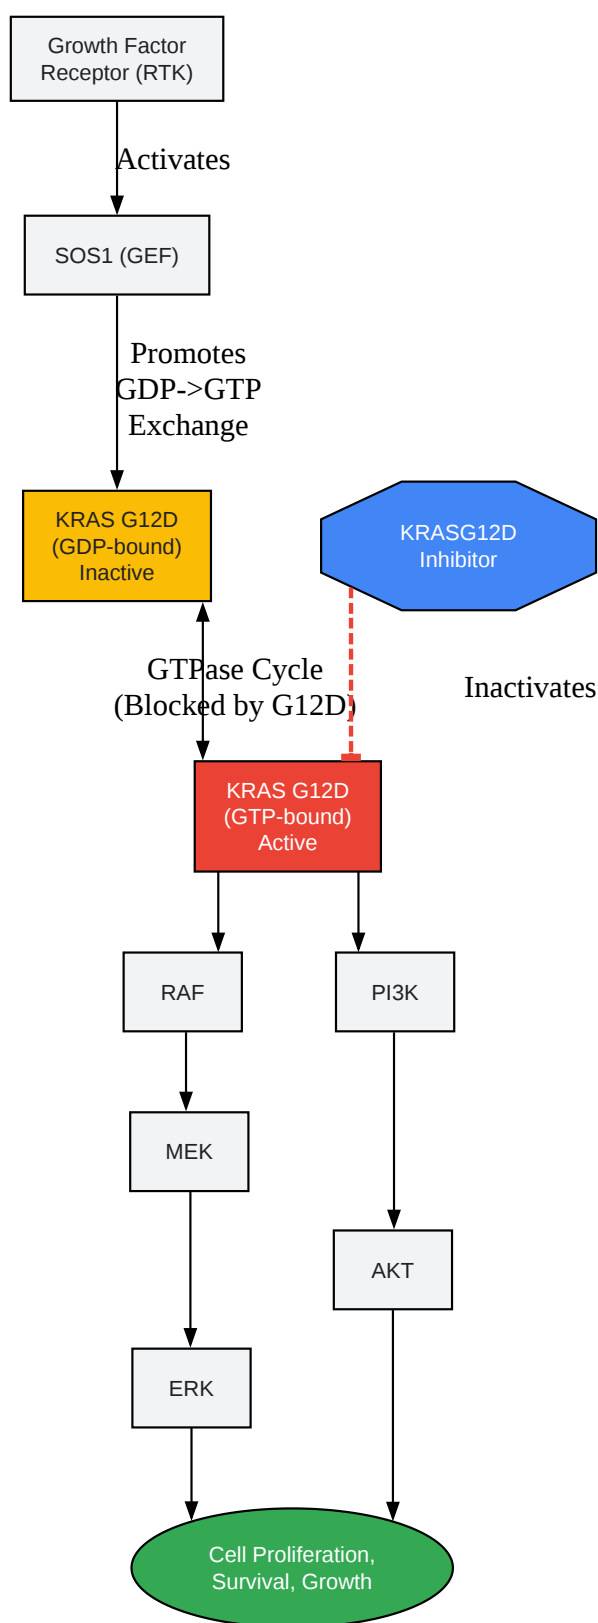 Growth Factor
Receptor (RTK)
Activates
SOS1 (GEF)
Promotes
GDP->GTP
Exchange
KRAS G12D
(GDP-bound)
Inactive
KRASG12D
Inhibitor
GTPase Cycle
(Blocked by G12D)
Inactivates
KRAS G12D
(GTP-bound)
Active
RAF
PI3K
MEK
AKT
ERK
Cell Proliferation,
Survival, Growth